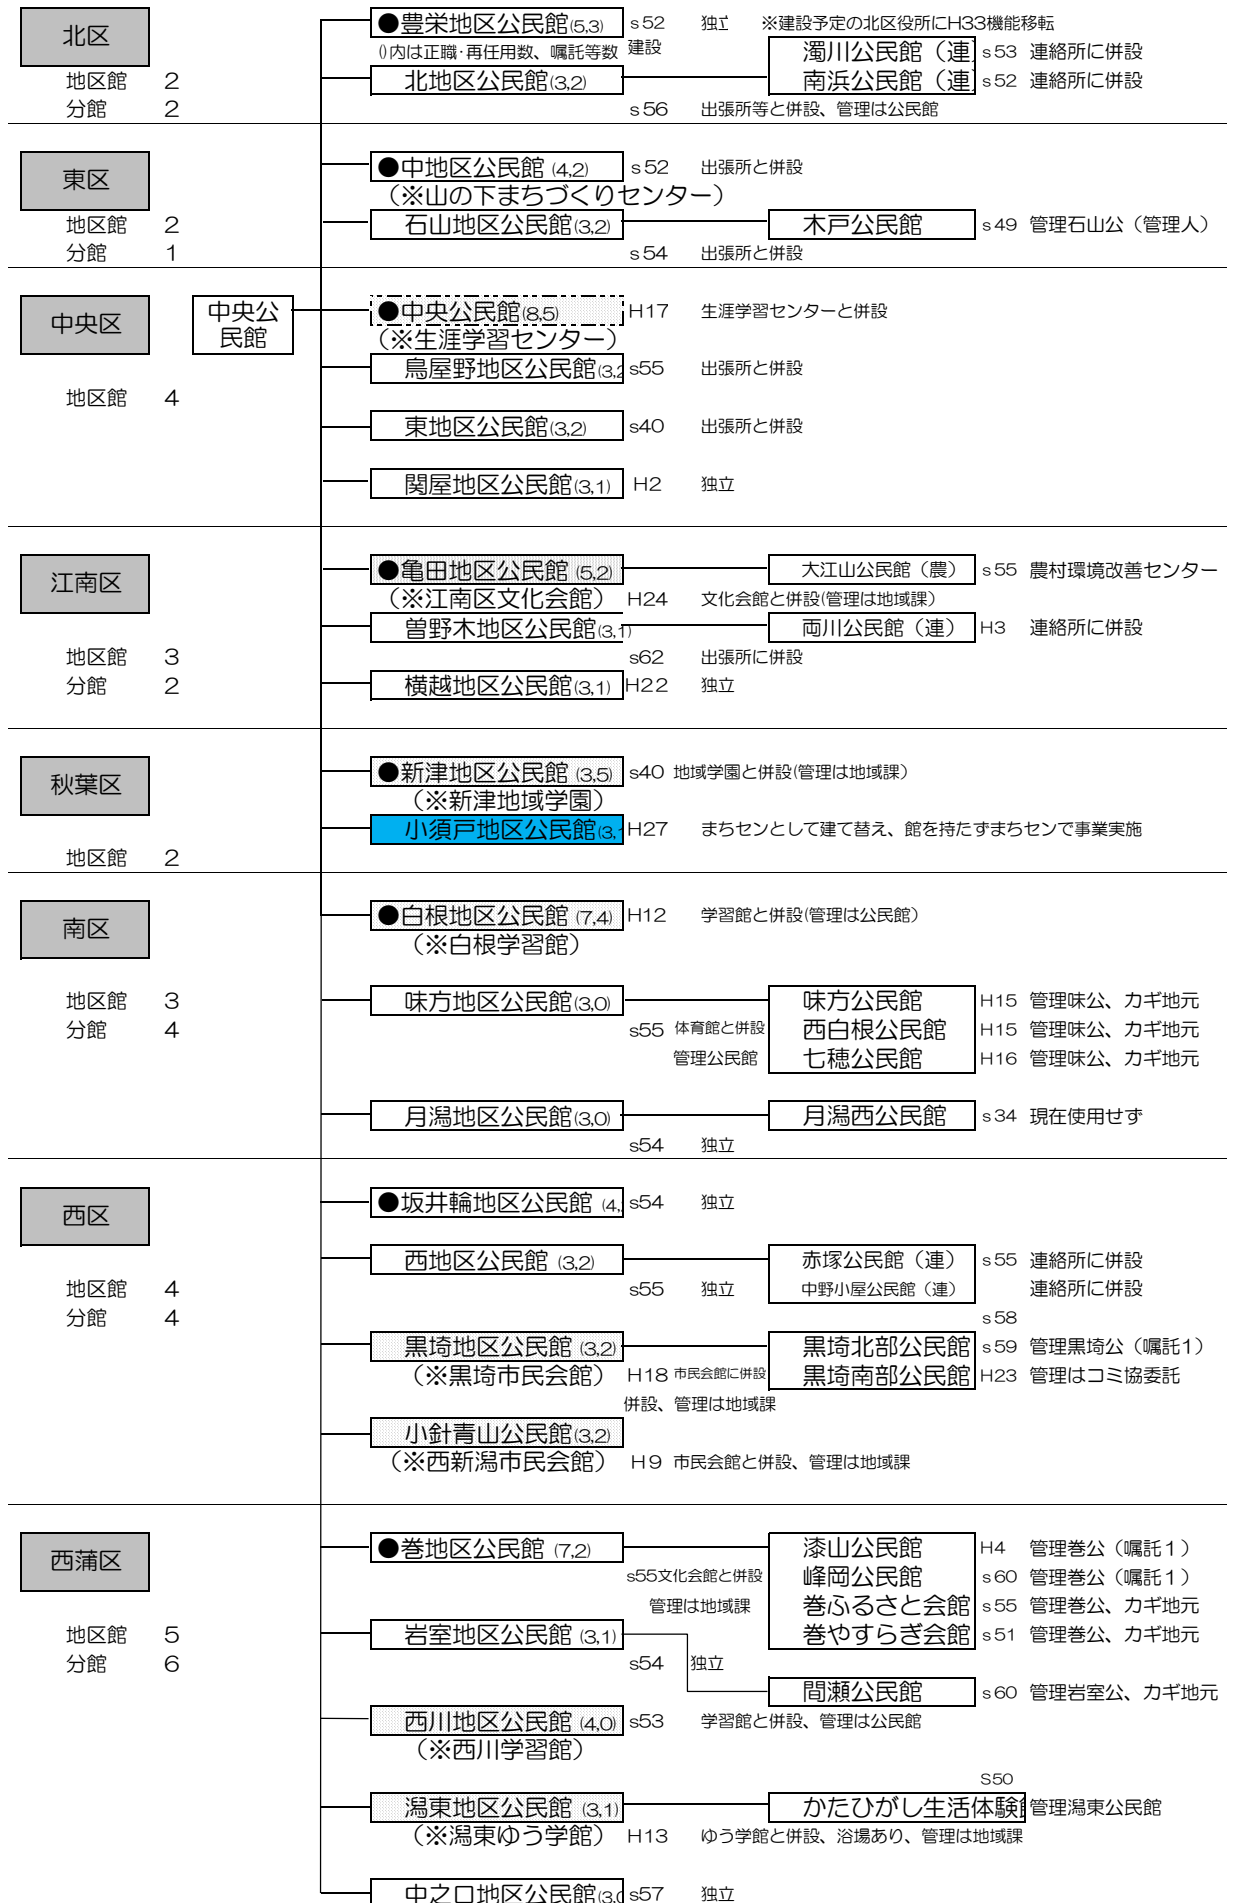 北区
●豊栄地区公民館(5,3) s52 独立 ※建設予定の北区役所にH33機能移転
()内は正職・再任用数、嘱託等数 建設 濁川公民館（連 s53 連絡所に併設
地区館 2 北地区公民館(3,2) 南浜公民館（連 s52 連絡所に併設
分館 2 s56 出張所等と併設、管理は公民館
東区
●中地区公民館 (4,2) s52 出張所と併設
（※山の下まちづくりセンター）
地区館 2 石山地区公民館(3,2) 木戸公民館 s49 管理石山公（管理人）
分館 1 s54 出張所と併設
中央区 中央公民館
●中央公民館(8,5) H17 生涯学習センターと併設
（※生涯学習センター）
鳥屋野地区公民館(3,2 s55 出張所と併設
地区館 4
東地区公民館(3,2) s40 出張所と併設
関屋地区公民館(3,1) H2 独立
江南区
●亀田地区公民館 (5,2) 大江山公民館（農） s55 農村環境改善センター
（※江南区文化会館） H24 文化会館と併設(管理は地域課）
曽野木地区公民館(3,1) 両川公民館（連） H3 連絡所に併設
地区館 3 s62 出張所に併設
分館 2 横越地区公民館(3,1) H22 独立
秋葉区
●新津地区公民館 (3,5) s40 地域学園と併設(管理は地域課）
（※新津地域学園）
小須戸地区公民館(3, H27 まちセンとして建て替え、館を持たずまちセンで事業実施
地区館 2
南区
●白根地区公民館 (7,4) H12 学習館と併設(管理は公民館）
（※白根学習館）
地区館 3 味方地区公民館(3,0) 味方公民館 H15 管理味公、カギ地元
分館 4 s55 体育館と併設 西白根公民館 H15 管理味公、カギ地元
管理公民館 七穂公民館 H16 管理味公、カギ地元
月潟地区公民館(3,0) 月潟西公民館 s34 現在使用せず
s54 独立
西区
●坂井輪地区公民館 (4, s54 独立
西地区公民館 (3,2) 赤塚公民館（連） s55 連絡所に併設
地区館 4 s55 独立 中野小屋公民館（連） 連絡所に併設
分館 4 s58
黒埼地区公民館 (3,2) 黒埼北部公民館 s59 管理黒埼公（嘱託1）
（※黒埼市民会館） H18 市民会館に併設 黒埼南部公民館 H23 管理はコミ協委託
併設、管理は地域課
小針青山公民館(3,2)
（※西新潟市民会館） H9 市民会館と併設、管理は地域課
西蒲区
●巻地区公民館 (7,2) 漆山公民館 H4 管理巻公（嘱託１）
s55文化会館と併設 峰岡公民館 s60 管理巻公（嘱託１）
管理は地域課 巻ふるさと会館 s55 管理巻公、カギ地元
地区館 5 岩室地区公民館 (3,1) 巻やすらぎ会館 s51 管理巻公、カギ地元
分館 6 s54 独立
間瀬公民館 s60 管理岩室公、カギ地元
西川地区公民館 (4,0) s53 学習館と併設、管理は公民館
（※西川学習館）
S50
潟東地区公民館 (3,1) かたひがし生活体験 管理潟東公民館
（※潟東ゆう学館） H13 ゆう学館と併設、浴場あり、管理は地域課
中之口地区公民館(3,0 s57 独立